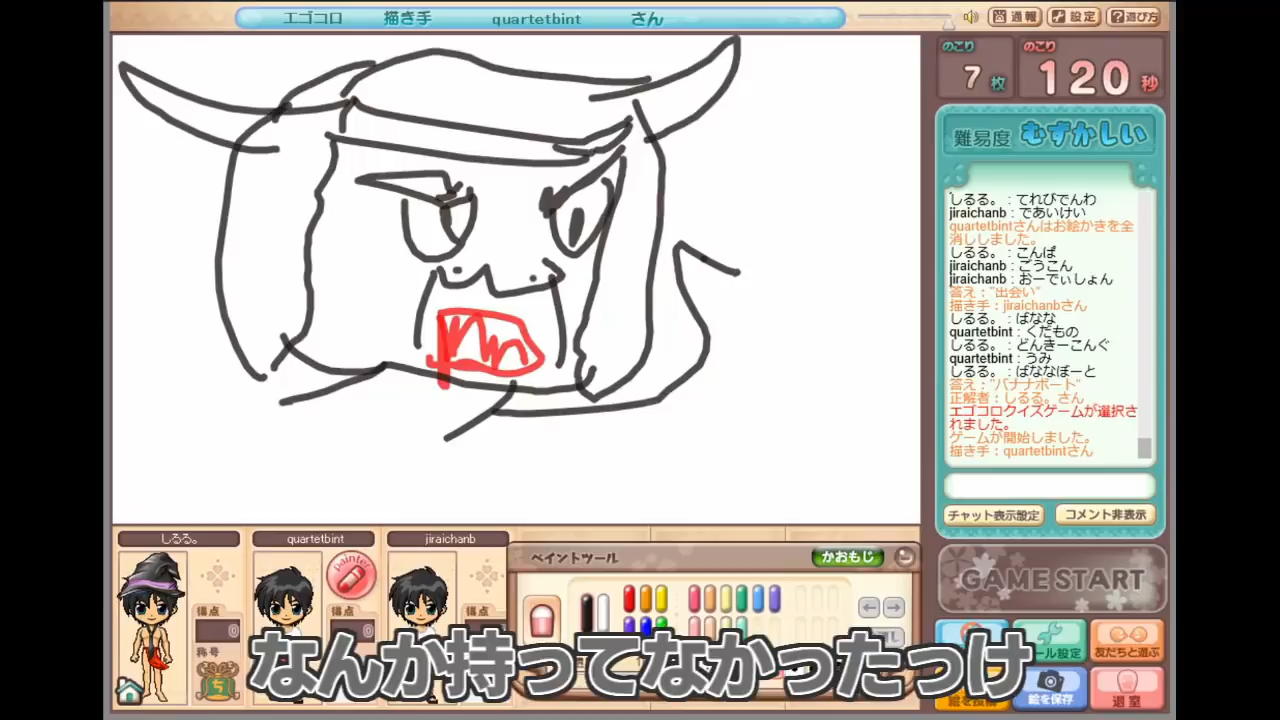 エゴコロ 描き手 quartetbint さん
通報 設定 遊び方
のこり 7 枚
のこり 120 秒
難易度 むずかしい
しるる。：てれびでんわ
jiraichanb：であいけい
quartetbintさんはお絵かきを全
消ししました。
しるる。：こんぱ
jiraichanb：ごうこん
jiraichanb：おーでぃしょん
答え："出会い"
描き手：jiraichanbさん
しるる。：ばなな
quartetbint：くだもの
しるる。：どんきーこんぐ
quartetbint：うみ
しるる。：ばななぼーと
答え："バナナボート"
正解者：しるる。さん
エゴコロクイズゲームが選択さ
れました。
ゲームが開始しました。
描き手：quartetbintさん
チャット表示設定 コメント非表示
GAME START
しるる。 quartetbint jiraichanb
painter
得点 0
得点 0
得点
称号
5
ペイントツール かおもじ
ール設定 友だちと遊ぶ
絵を保存 退室
なんか持ってなかったっけ